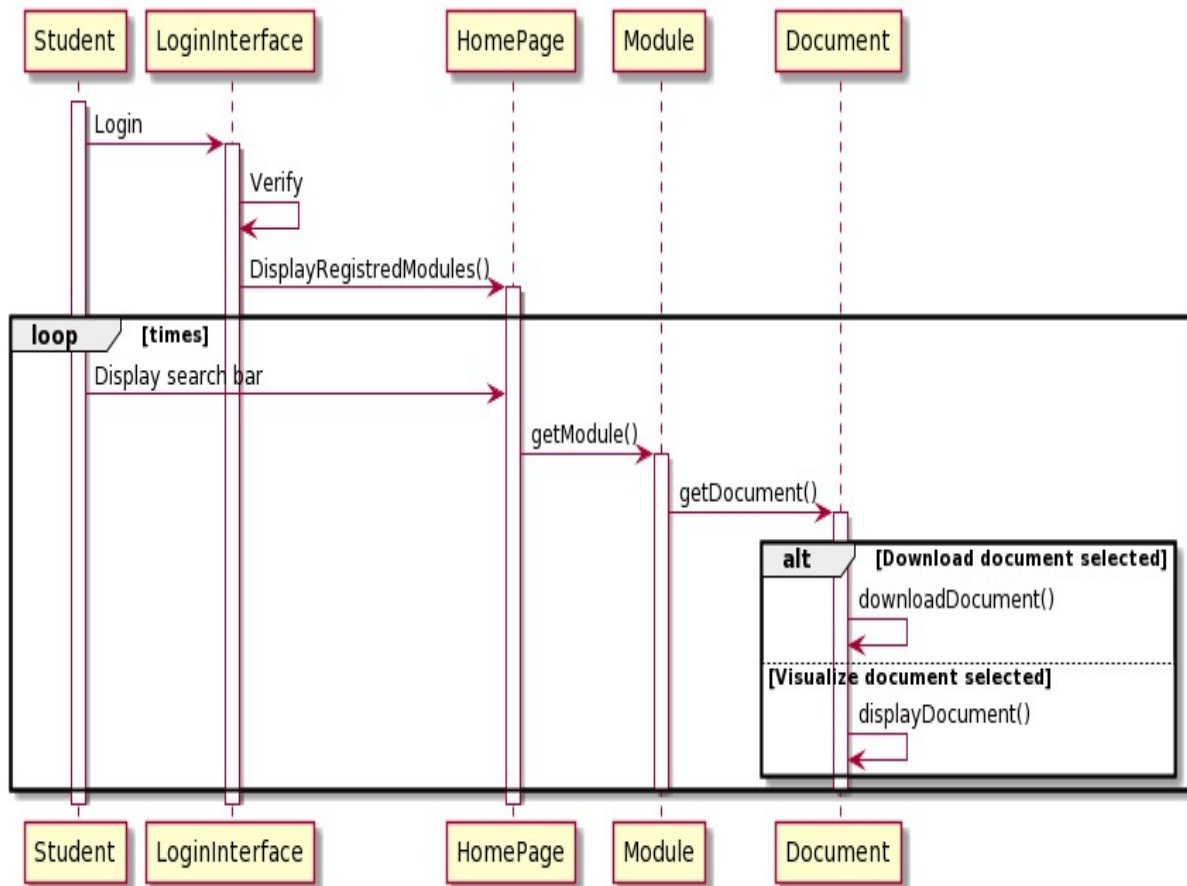 Student LoginInterface HomePage Module Document
Login
Verify
DisplayRegistredModules()
loop [times]
Display search bar
getModule()
getDocument()
alt [Download document selected]
downloadDocument()
[Visualize document selected]
displayDocument()
Student LoginInterface HomePage Module Document